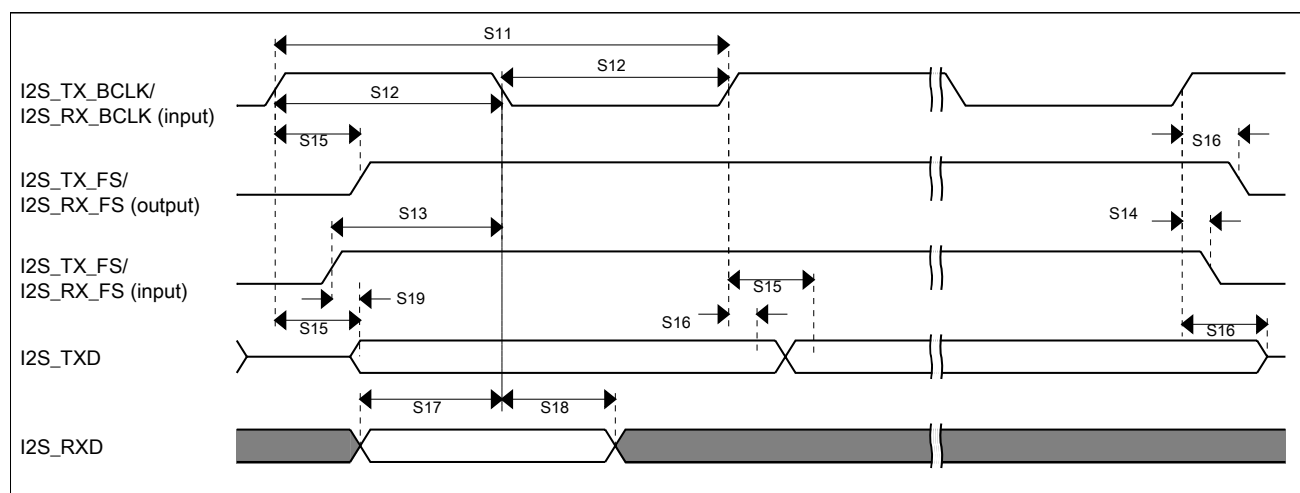 S11
S12
I2S_TX_BCLK/
I2S_RX_BCLK (input)
S12
S15
S16
I2S_TX_FS/
I2S_RX_FS (output)
S13
S14
I2S_TX_FS/
I2S_RX_FS (input)
S15
S19
S16
S15
S16
I2S_TXD
S17
S18
I2S_RXD